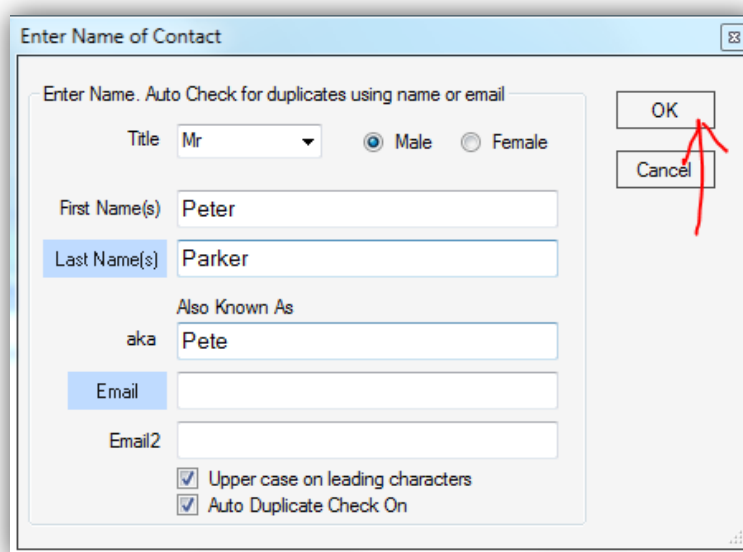 Enter Name of Contact
Enter Name. Auto Check for duplicates using name or email
Title Mr Male Female
First Name(s) Peter
Last Name(s) Parker
Also Known As
aka Pete
Email
Email2
Upper case on leading characters
Auto Duplicate Check On
OK
Cancel